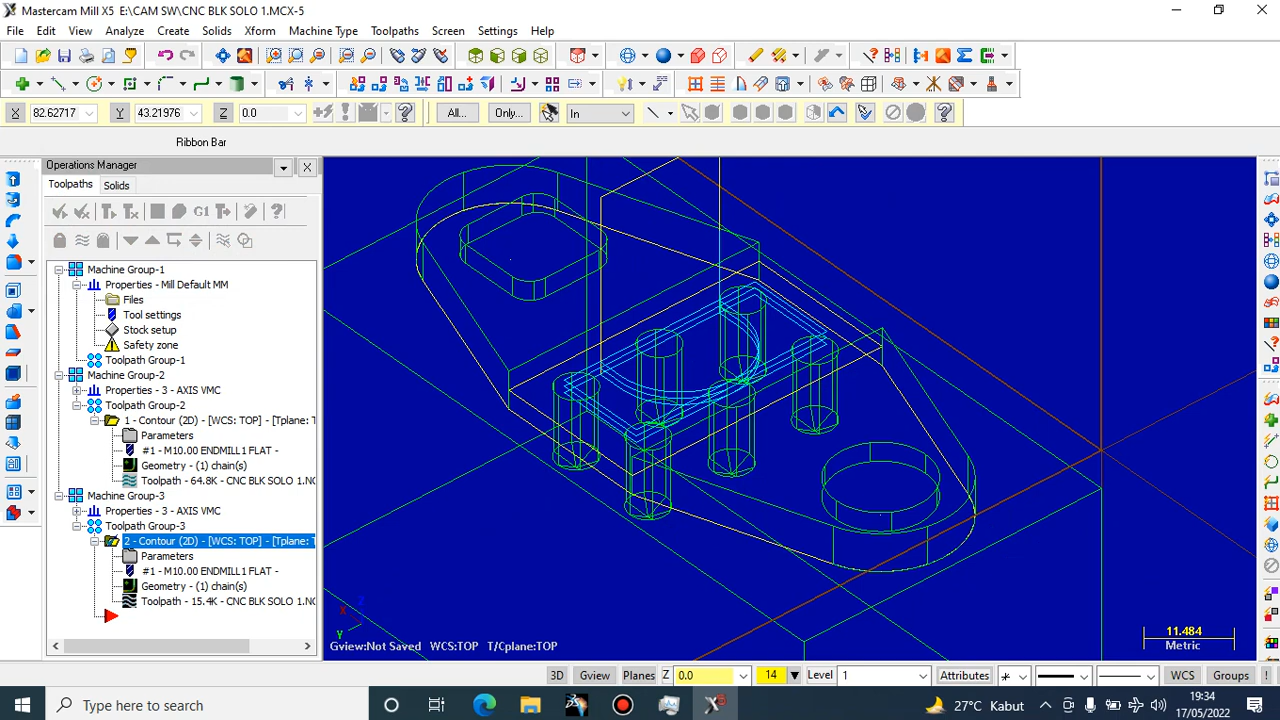 Mastercam Mill X5 E:\CAM SW\CNC BLK SOLO 1.MCX-5
File Edit View Analyze Create Solids Xform Machine Type Toolpaths Screen Settings Help
X 82.62717 Y 43.21976 Z 0.0 All... Only... In
Ribbon Bar
Operations Manager
Toolpaths Solids
G1
Machine Group-1
Properties - Mill Default MM
Files
Tool settings
Stock setup
Safety zone
Toolpath Group-1
Machine Group-2
Properties - 3 - AXIS VMC
Toolpath Group-2
1 - Contour (2D) - [WCS: TOP] - [Tplane: T
Parameters
#1 - M10.00 ENDMILL1 FLAT -
Geometry - (1) chain(s)
Toolpath - 64.8K - CNC BLK SOLO 1.NC
Machine Group-3
Properties - 3 - AXIS VMC
Toolpath Group-3
2 - Contour (2D) - [WCS: TOP] - [Tplane: T
Parameters
#1 - M10.00 ENDMILL1 FLAT -
Geometry - (1) chain(s)
Toolpath - 15.4K - CNC BLK SOLO 1.NC
X Z
Y
Gview:Not Saved WCS:TOP T/Cplane:TOP
11.484
Metric
3D Gview Planes Z 0.0 14 Level 1 Attributes WCS Groups !
Type here to search
27°C Kabut
19:34
17/05/2022